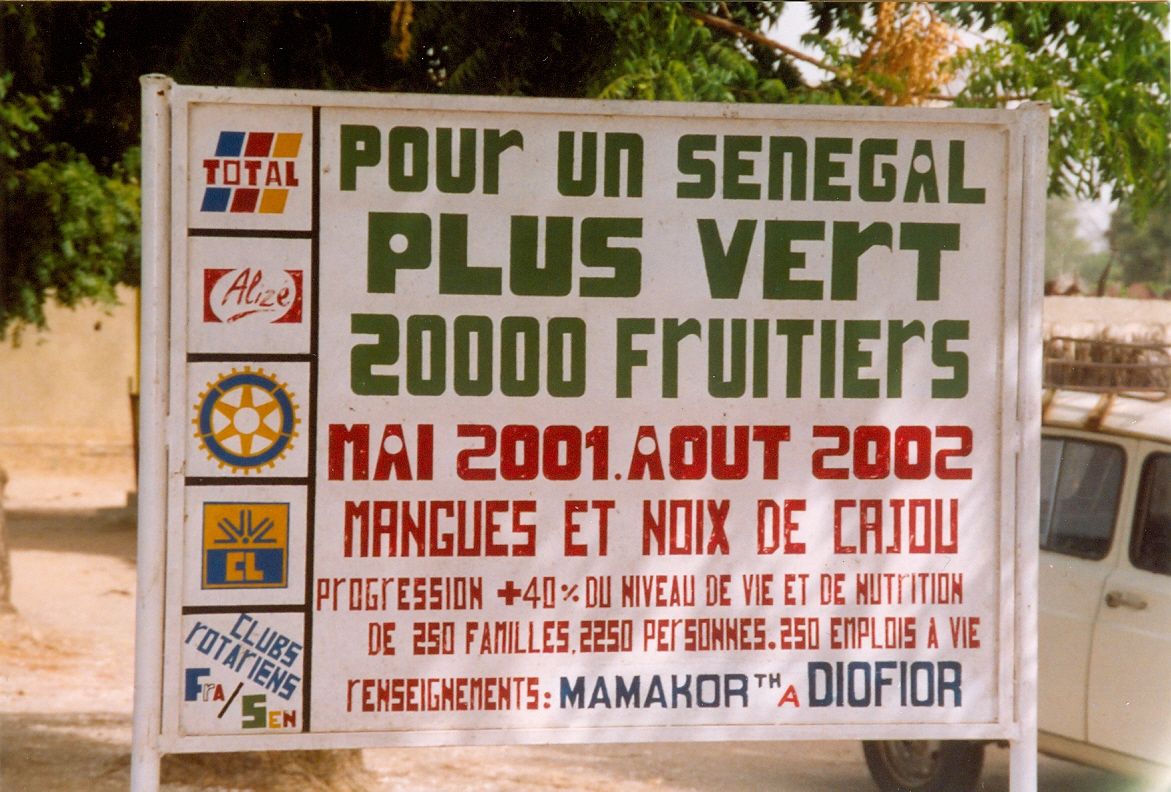 TOTAL
Alizé
CL
CLUBS
rOTArIENS
Fra/SEN
POUr UN SENEGAL
PLUS VErT
20000 FrUITIErS
MAI 2001.AOUT 2002
MANGUES ET NOIX DE CAJOU
PrOGrESSION +40% DU NIVEAU DE VIE ET DE NUTrITION
DE 250 FAMILLES,2250 PErSONNES.250 EMPLOIS A VIE
rENSEIGNEMENTS: MAMAKOR TH A DIOFIOR